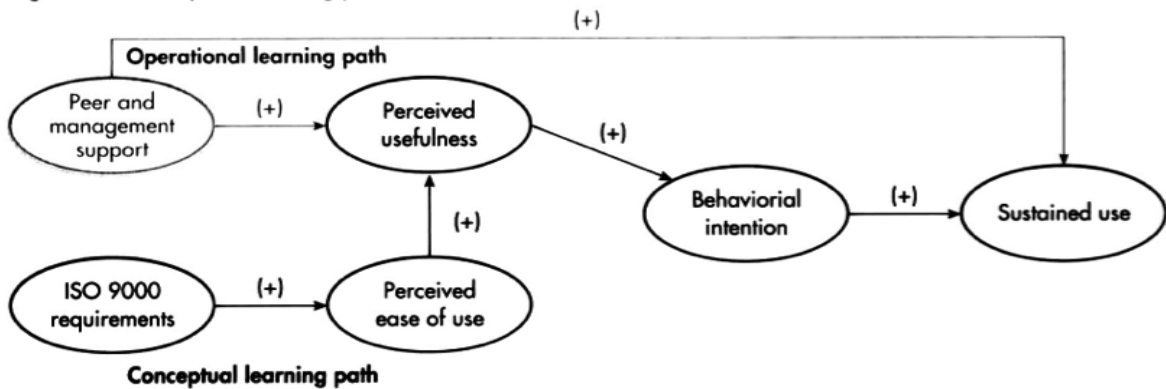 (+)
Operational learning path
Peer and
management
support
(+)
Perceived
usefulness
(+)
Behaviorial
intention
(+)
Sustained use
(+)
ISO 9000
requirements
(+)
Perceived
ease of use
Conceptual learning path